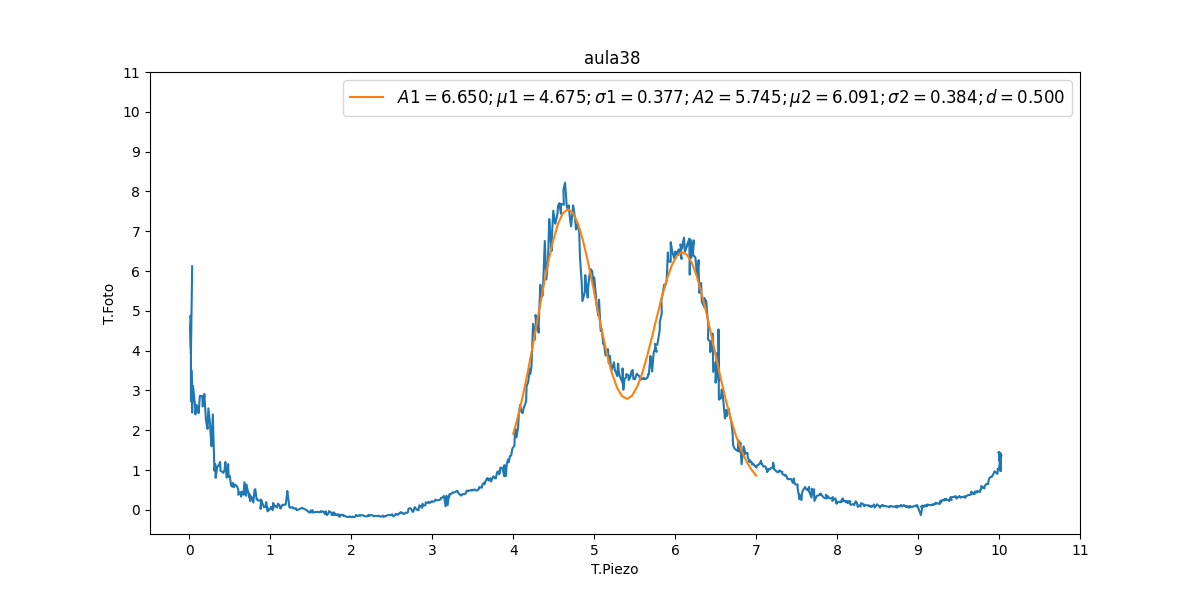 aula38
A1 = 6.650; μ1 = 4.675; σ1 = 0.377; A2 = 5.745; μ2 = 6.091; σ2 = 0.384; d = 0.500
11
10
9
8
7
6
5
4
3
2
1
0
T.Foto
0 1 2 3 4 5 6 7 8 9 10 11
T.Piezo